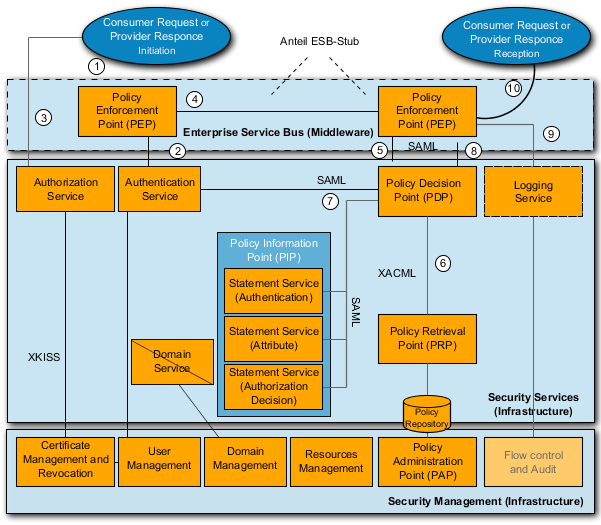 Consumer Request or
Provider Responce
Initiation
Consumer Request or
Provider Responce
Reception
Anteil ESB-Stub
1
10
3
4
9
Policy
Enforcement
Point (PEP)
Policy
Enforcement
Point (PEP)
Enterprise Service Bus (Middleware)
2
5
SAML
8
Authorization
Service
Authentication
Service
SAML
7
Policy Decision
Point (PDP)
Logging
Service
Policy Information
Point (PIP)
Statement Service
(Authentication)
Statement Service
(Attribute)
Statement Service
(Authorization
Decision)
SAML
XACML
6
Policy Retrieval
Point (PRP)
XKISS
Domain
Service
Policy
Repository
Security Services
(Infrastructure)
Certificate
Management and
Revocation
User
Management
Domain
Management
Resources
Management
Policy
Administration
Point (PAP)
Flow control
and Audit
Security Management (Infrastructure)